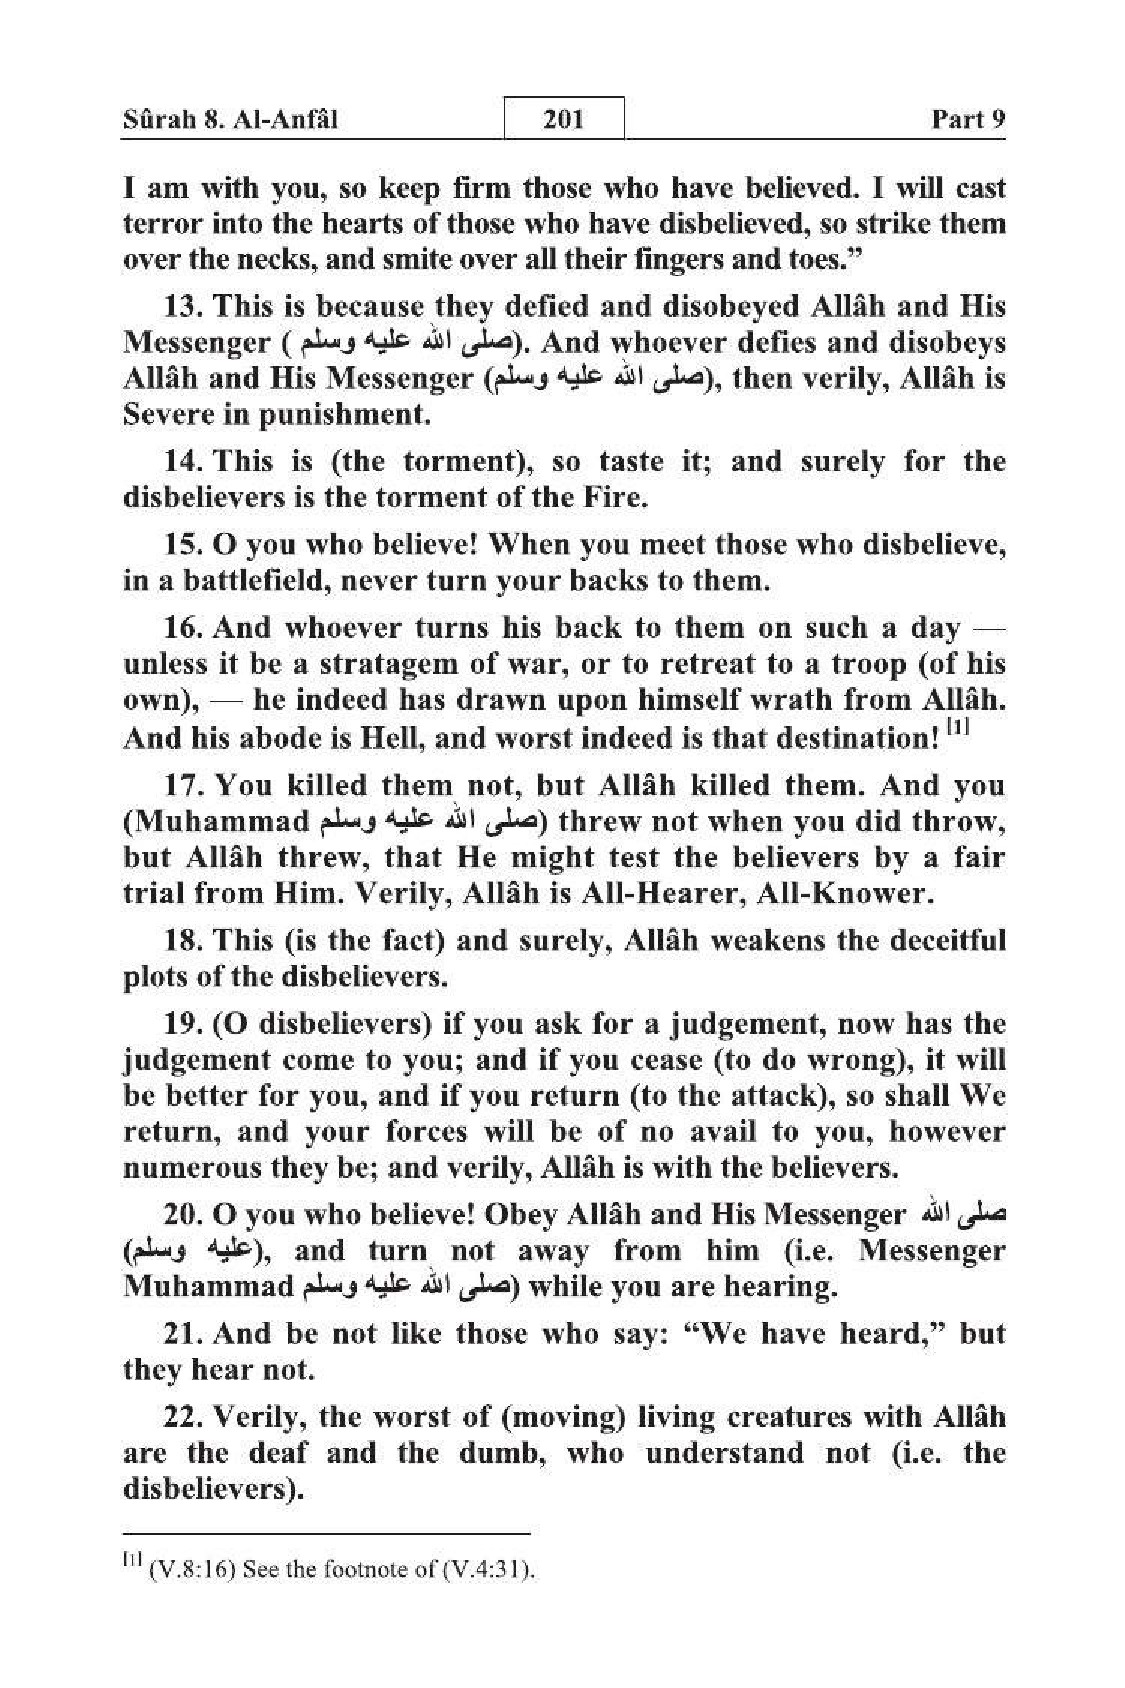 Sûrah 8. Al-Anfâl 201 Part 9
I am with you, so keep firm those who have believed. I will cast
terror into the hearts of those who have disbelieved, so strike them
over the necks, and smite over all their fingers and toes.”
13. This is because they defied and disobeyed Allâh and His
Messenger ( صلى الله عليه وسلم). And whoever defies and disobeys
Allâh and His Messenger (صلى الله عليه وسلم), then verily, Allâh is
Severe in punishment.
14. This is (the torment), so taste it; and surely for the
disbelievers is the torment of the Fire.
15. O you who believe! When you meet those who disbelieve,
in a battlefield, never turn your backs to them.
16. And whoever turns his back to them on such a day —
unless it be a stratagem of war, or to retreat to a troop (of his
own), — he indeed has drawn upon himself wrath from Allâh.
And his abode is Hell, and worst indeed is that destination! [1]
17. You killed them not, but Allâh killed them. And you
(Muhammad صلى الله عليه وسلم) threw not when you did throw,
but Allâh threw, that He might test the believers by a fair
trial from Him. Verily, Allâh is All-Hearer, All-Knower.
18. This (is the fact) and surely, Allâh weakens the deceitful
plots of the disbelievers.
19. (O disbelievers) if you ask for a judgement, now has the
judgement come to you; and if you cease (to do wrong), it will
be better for you, and if you return (to the attack), so shall We
return, and your forces will be of no avail to you, however
numerous they be; and verily, Allâh is with the believers.
20. O you who believe! Obey Allâh and His Messenger صلى الله
(عليه وسلم), and turn not away from him (i.e. Messenger
Muhammad صلى الله عليه وسلم) while you are hearing.
21. And be not like those who say: “We have heard,” but
they hear not.
22. Verily, the worst of (moving) living creatures with Allâh
are the deaf and the dumb, who understand not (i.e. the
disbelievers).
[1] (V.8:16) See the footnote of (V.4:31).